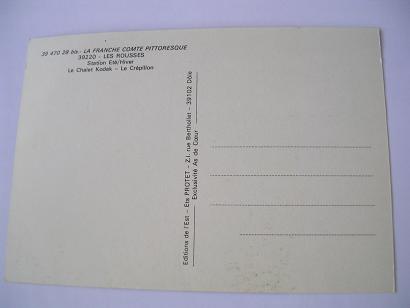 39 470 28 bis - LA FRANCHE COMTE PITTORESQUE
39220 - LES ROUSSES
Station Eté/Hiver
Le Chalet Kodak - Le Crépillon
Editions de l'Est - Ets PROTET - Z.I. rue Berthollet - 39102 Dôle
Exclusivité As de Cœur